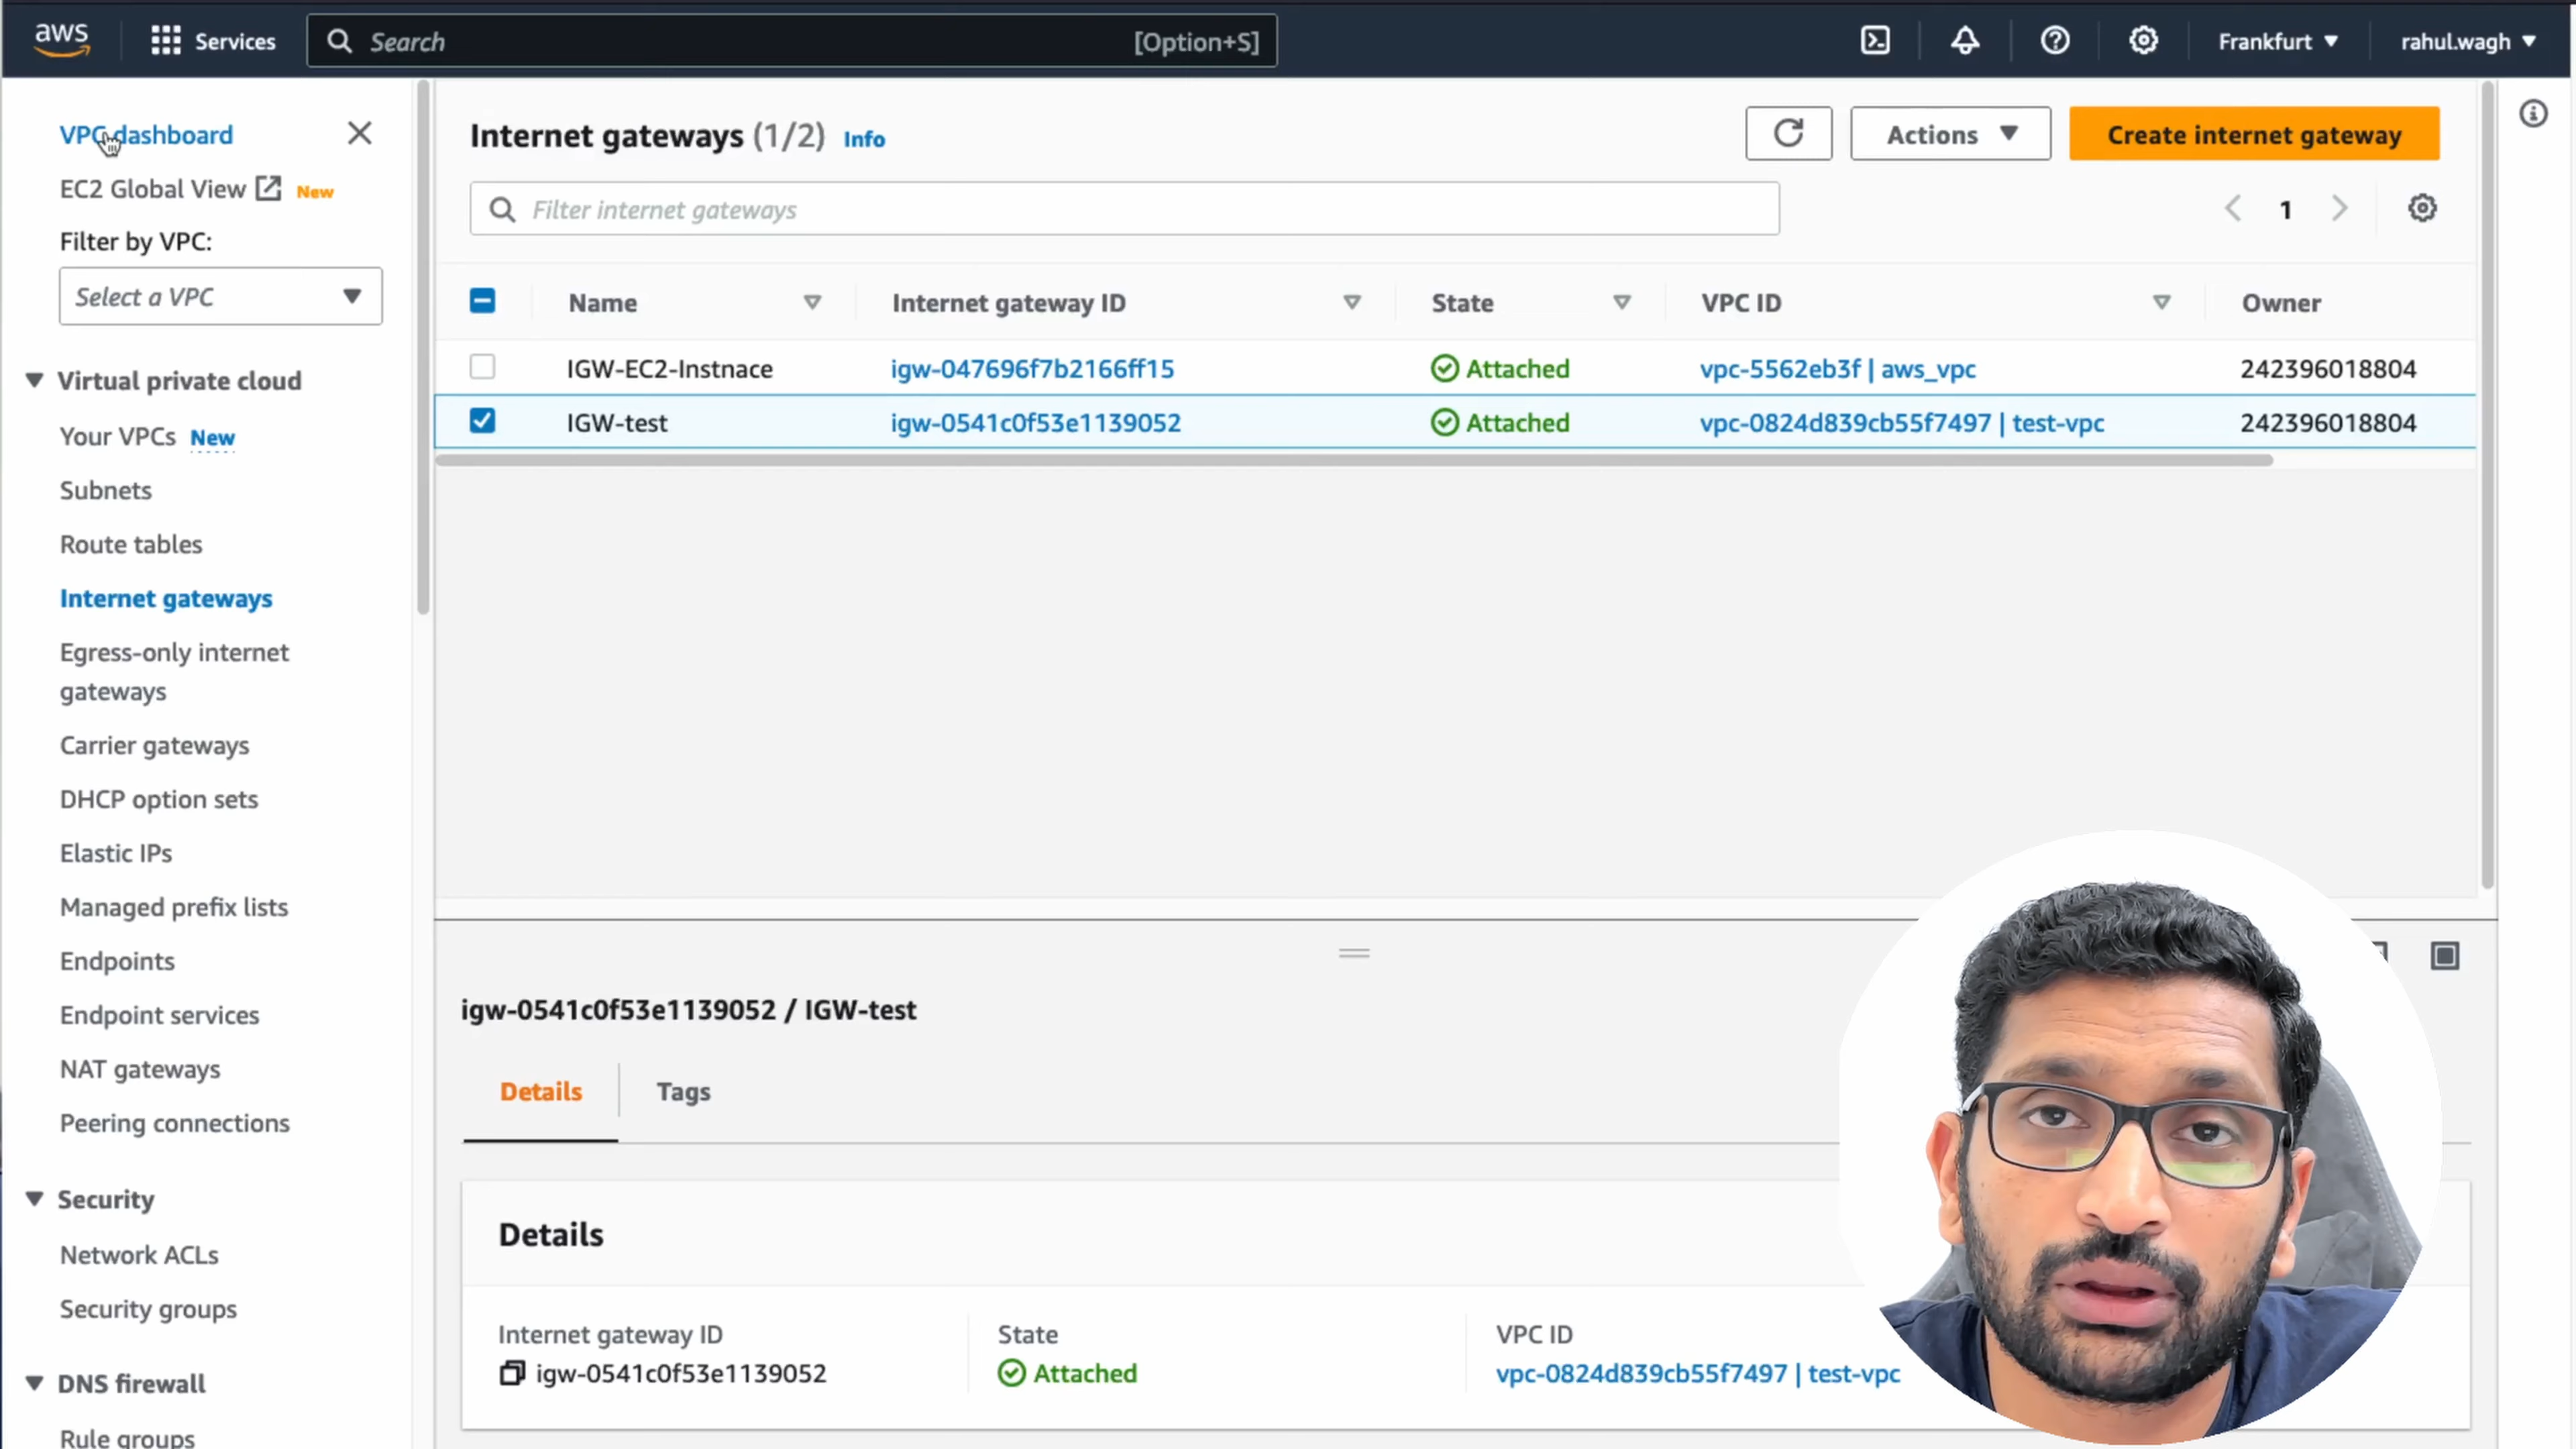 aws
Services
Search
[Option+S]
Frankfurt
rahul.wagh
VPC dashboard
EC2 Global View
New
Filter by VPC:
Select a VPC
Virtual private cloud
Your VPCs New
Subnets
Route tables
Internet gateways
Egress-only internet
gateways
Carrier gateways
DHCP option sets
Elastic IPs
Managed prefix lists
Endpoints
Endpoint services
NAT gateways
Peering connections
Security
Network ACLs
Security groups
DNS firewall
Rule groups
Internet gateways (1/2) Info
Actions
Create internet gateway
Filter internet gateways
1
Name Internet gateway ID State VPC ID Owner
IGW-EC2-Instnace igw-047696f7b2166ff15 Attached vpc-5562eb3f | aws_vpc 242396018804
IGW-test igw-0541c0f53e1139052 Attached vpc-0824d839cb55f7497 | test-vpc 242396018804
igw-0541c0f53e1139052 / IGW-test
Details Tags
Details
Internet gateway ID
igw-0541c0f53e1139052
State
Attached
VPC ID
vpc-0824d839cb55f7497 | test-vpc